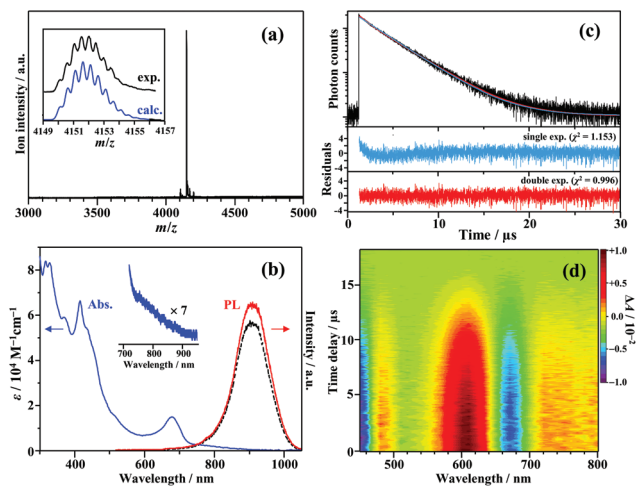 (a)
Ion intensity / a.u.
exp.
calc.
4149 4151 4153 4155 4157
m/z
3000 3500 4000 4500 5000
m/z
(c)
Photon counts
single exp. (χ² = 1.153)
double exp. (χ² = 0.996)
Residuals
4
0
-4
4
0
-4
0 5 10 15 20 25 30
Time / μs
(b)
Abs.
PL
× 7
700 800 900
Wavelength / nm
ε / 10⁴ M⁻¹cm⁻¹
8
6
4
2
0
Intensity / a.u.
400 600 800 1000
Wavelength / nm
(d)
Time delay / μs
15
10
5
0
500 600 700 800
Wavelength / nm
+1.0
+0.5
0
−0.5
−1.0
ΔA / 10⁻²